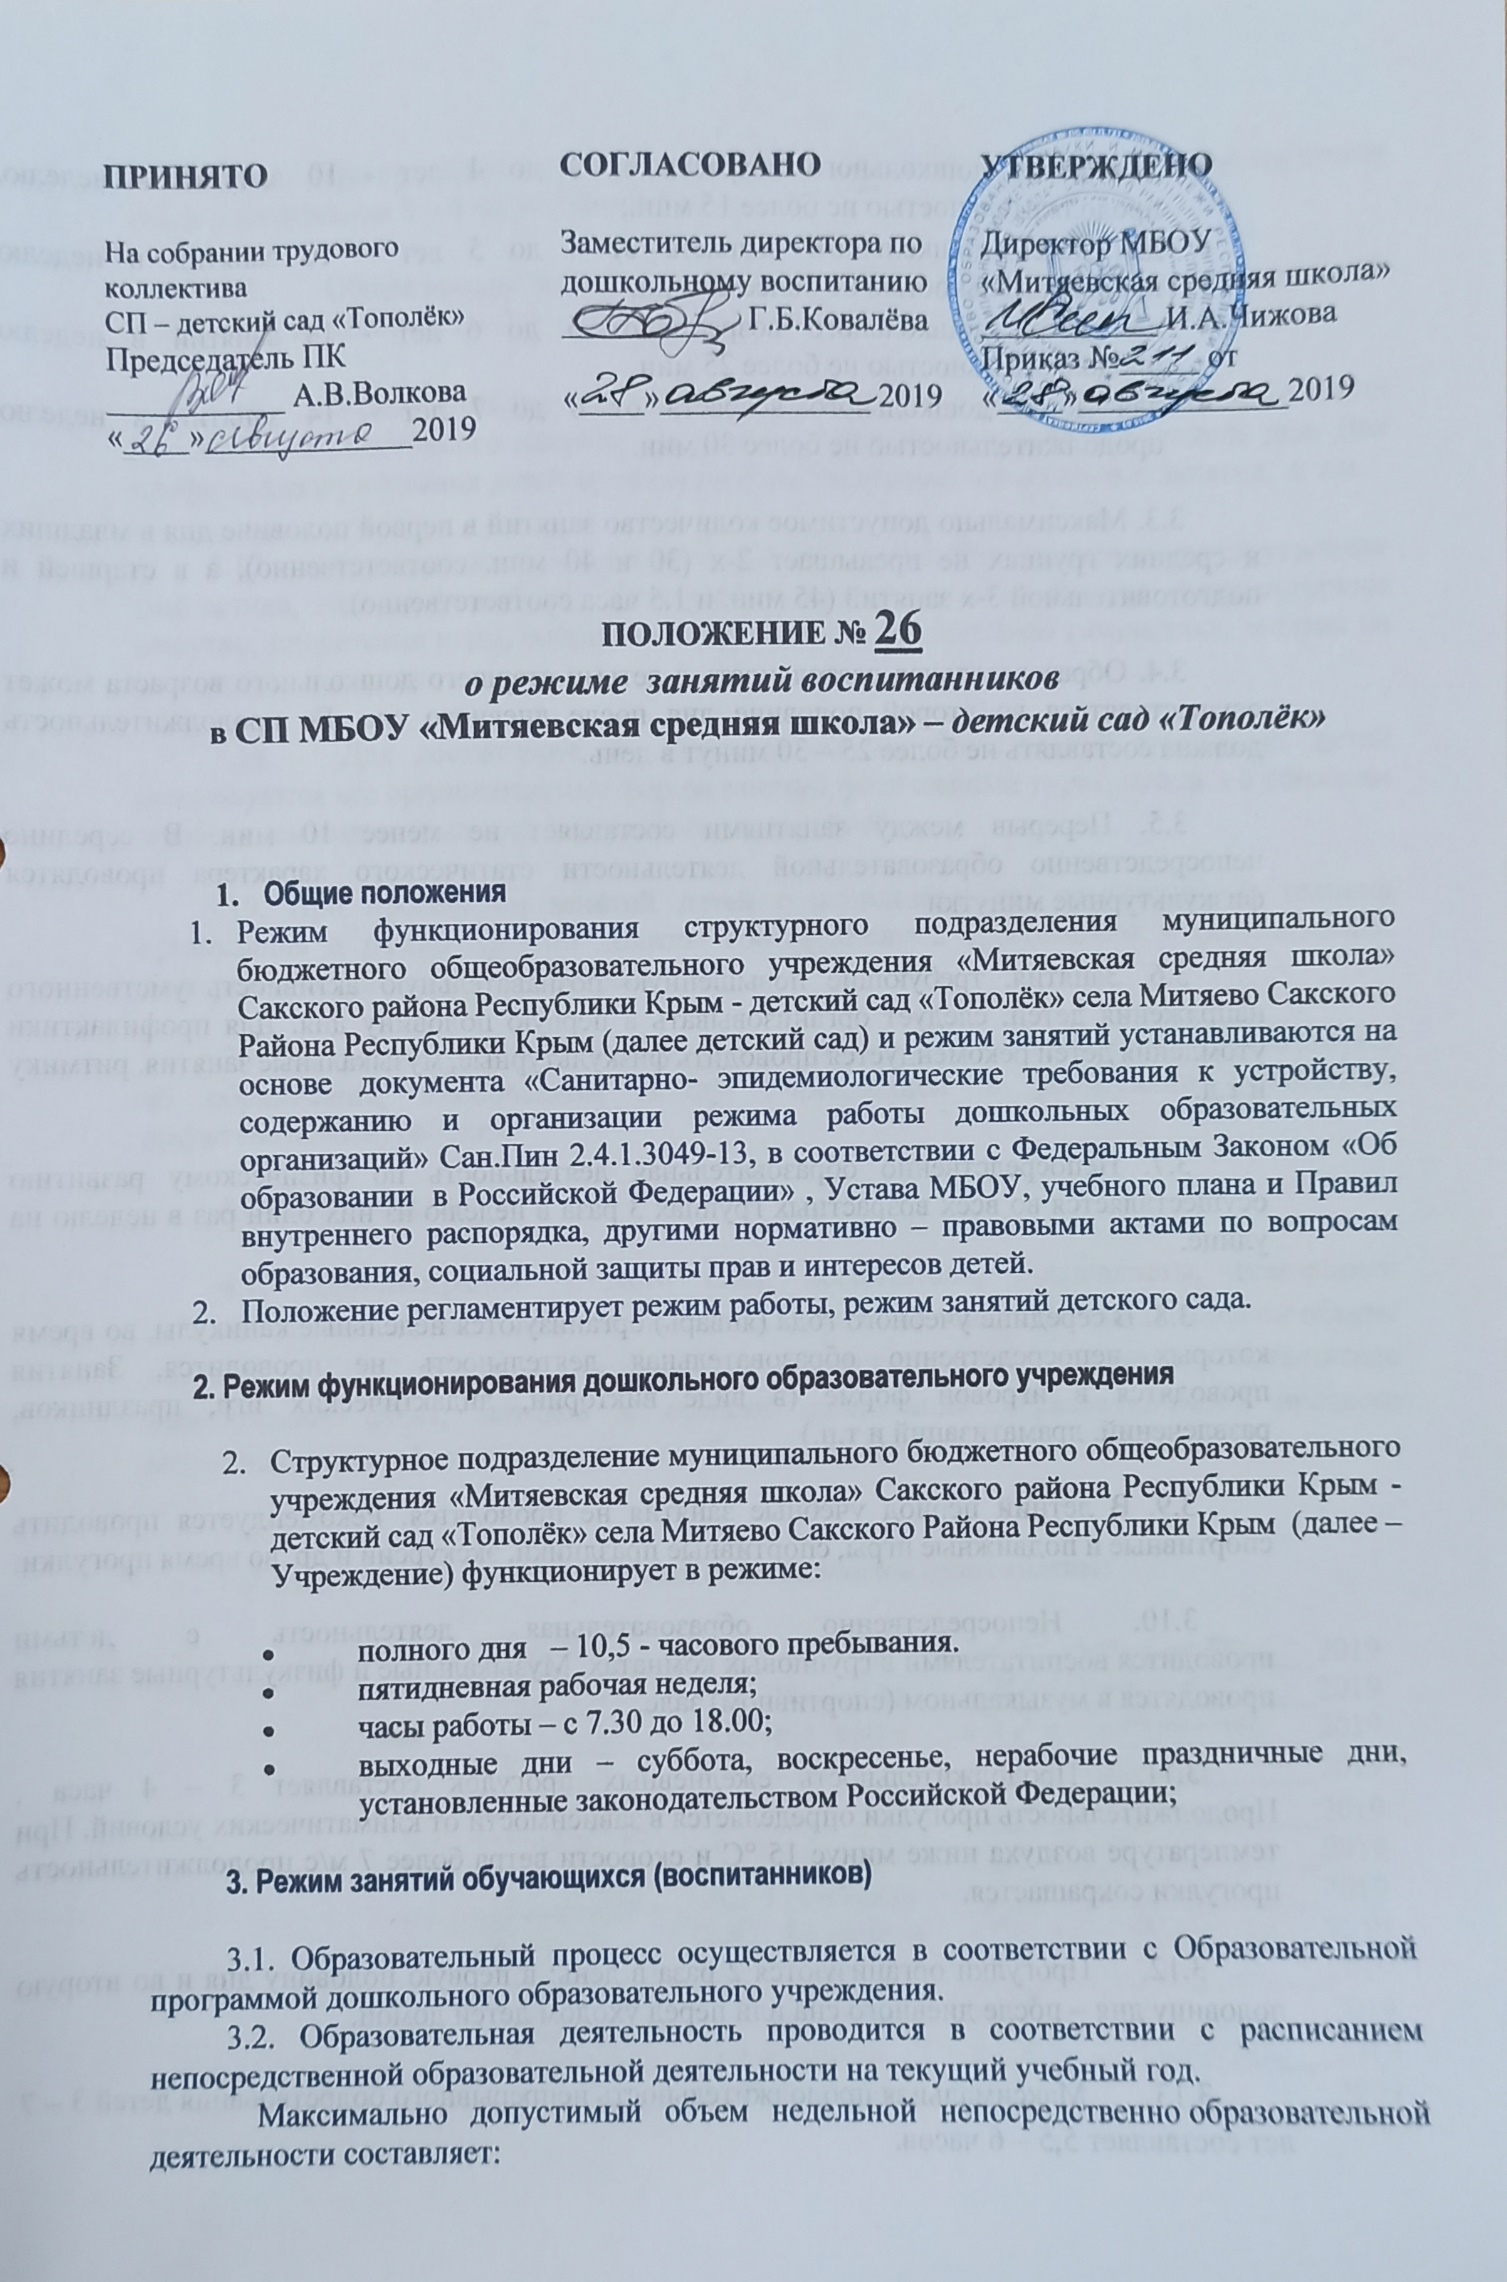 ПРИНЯТО
На собрании трудового
коллектива
СП – детский сад «Тополёк»
Председатель ПК
А.В.Волкова
«26»августа 2019
СОГЛАСОВАНО
Заместитель директора по
дошкольному воспитанию
Г.Б.Ковалёва
«28» августа 2019
УТВЕРЖДЕНО
Директор МБОУ
«Митяевская средняя школа»
И.А.Чижова
Приказ № 211 от
«28» августа 2019
ПОЛОЖЕНИЕ № 26
о режиме занятий воспитанников
в СП МБОУ «Митяевская средняя школа» – детский сад «Тополёк»
1. Общие положения
1. Режим функционирования структурного подразделения муниципального
бюджетного общеобразовательного учреждения «Митяевская средняя школа»
Сакского района Республики Крым - детский сад «Тополёк» села Митяево Сакского
Района Республики Крым (далее детский сад) и режим занятий устанавливаются на
основе документа «Санитарно- эпидемиологические требования к устройству,
содержанию и организации режима работы дошкольных образовательных
организаций» Сан.Пин 2.4.1.3049-13, в соответствии с Федеральным Законом «Об
образовании в Российской Федерации» , Устава МБОУ, учебного плана и Правил
внутреннего распорядка, другими нормативно – правовыми актами по вопросам
образования, социальной защиты прав и интересов детей.
2. Положение регламентирует режим работы, режим занятий детского сада.
2. Режим функционирования дошкольного образовательного учреждения
2. Структурное подразделение муниципального бюджетного общеобразовательного
учреждения «Митяевская средняя школа» Сакского района Республики Крым -
детский сад «Тополёк» села Митяево Сакского Района Республики Крым (далее –
Учреждение) функционирует в режиме:
• полного дня – 10,5 - часового пребывания.
• пятидневная рабочая неделя;
• часы работы – с 7.30 до 18.00;
• выходные дни – суббота, воскресенье, нерабочие праздничные дни,
установленные законодательством Российской Федерации;
3. Режим занятий обучающихся (воспитанников)
3.1. Образовательный процесс осуществляется в соответствии с Образовательной
программой дошкольного образовательного учреждения.
3.2. Образовательная деятельность проводится в соответствии с расписанием
непосредственной образовательной деятельности на текущий учебный год.
Максимально допустимый объем недельной непосредственно образовательной
деятельности составляет: